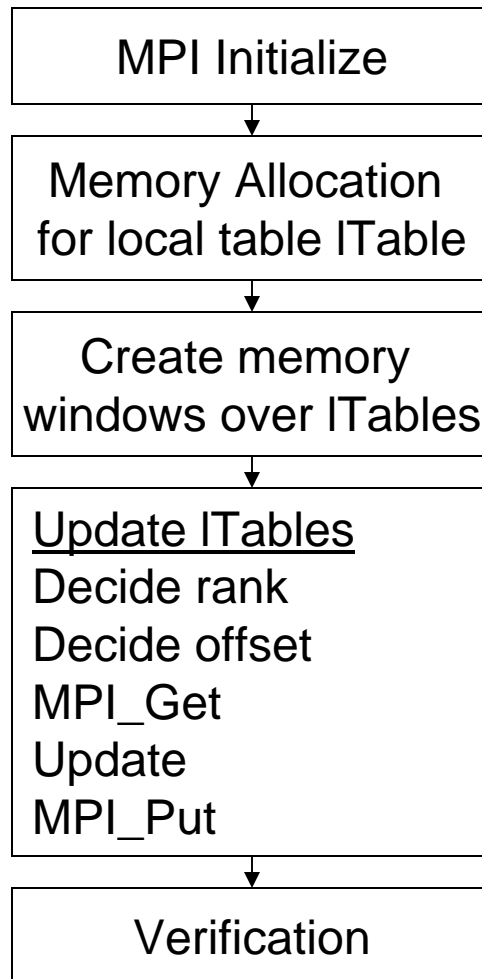 MPI Initialize
Memory Allocation
for local table lTable
Create memory
windows over lTables
Update lTables
Decide rank
Decide offset
MPI_Get
Update
MPI_Put
Verification